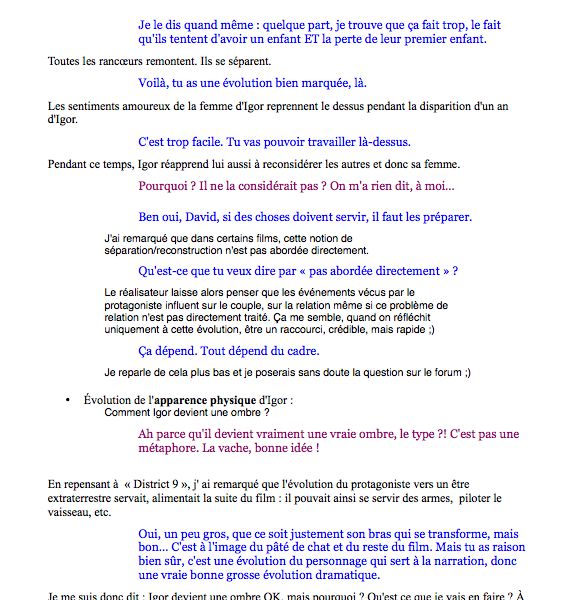 Je le dis quand même : quelque part, je trouve que ça fait trop, le fait
qu'ils tentent d'avoir un enfant ET la perte de leur premier enfant.
Toutes les rancœurs remontent. Ils se séparent.
Voilà, tu as une évolution bien marquée, là.
Les sentiments amoureux de la femme d'Igor reprennent le dessus pendant la disparition d'un an
d'Igor.
C'est trop facile. Tu vas pouvoir travailler là-dessus.
Pendant ce temps, Igor réapprend lui aussi à reconsidérer les autres et donc sa femme.
Pourquoi ? Il ne la considérait pas ? On m'a rien dit, à moi...
Ben oui, David, si des choses doivent servir, il faut les préparer.
J'ai remarqué que dans certains films, cette notion de
séparation/reconstruction n'est pas abordée directement.
Qu'est-ce que tu veux dire par « pas abordée directement » ?
Le réalisateur laisse alors penser que les événements vécus par le
protagoniste influent sur le couple, sur la relation même si ce problème de
relation n'est pas directement traité. Ça me semble, quand on réfléchit
uniquement à cette évolution, être un raccourci, crédible, mais rapide ;)
Ça dépend. Tout dépend du cadre.
Je reparle de cela plus bas et je poserais sans doute la question sur le forum ;)
• Évolution de l'apparence physique d'Igor :
Comment Igor devient une ombre ?
Ah parce qu'il devient vraiment une vraie ombre, le type ?! C'est pas une
métaphore. La vache, bonne idée !
En repensant à « District 9 », j' ai remarqué que l'évolution du protagoniste vers un être
extraterrestre servait, alimentait la suite du film : il pouvait ainsi se servir des armes, piloter le
vaisseau, etc.
Oui, un peu gros, que ce soit justement son bras qui se transforme, mais
bon... C'est à l'image du pâté de chat et du reste du film. Mais tu as raison
bien sûr, c'est une évolution du personnage qui sert à la narration, donc
une vraie bonne grosse évolution dramatique.
Je me suis donc dit : Igor devient une ombre OK, mais pourquoi ? Qu'est ce que je vais en faire ? À